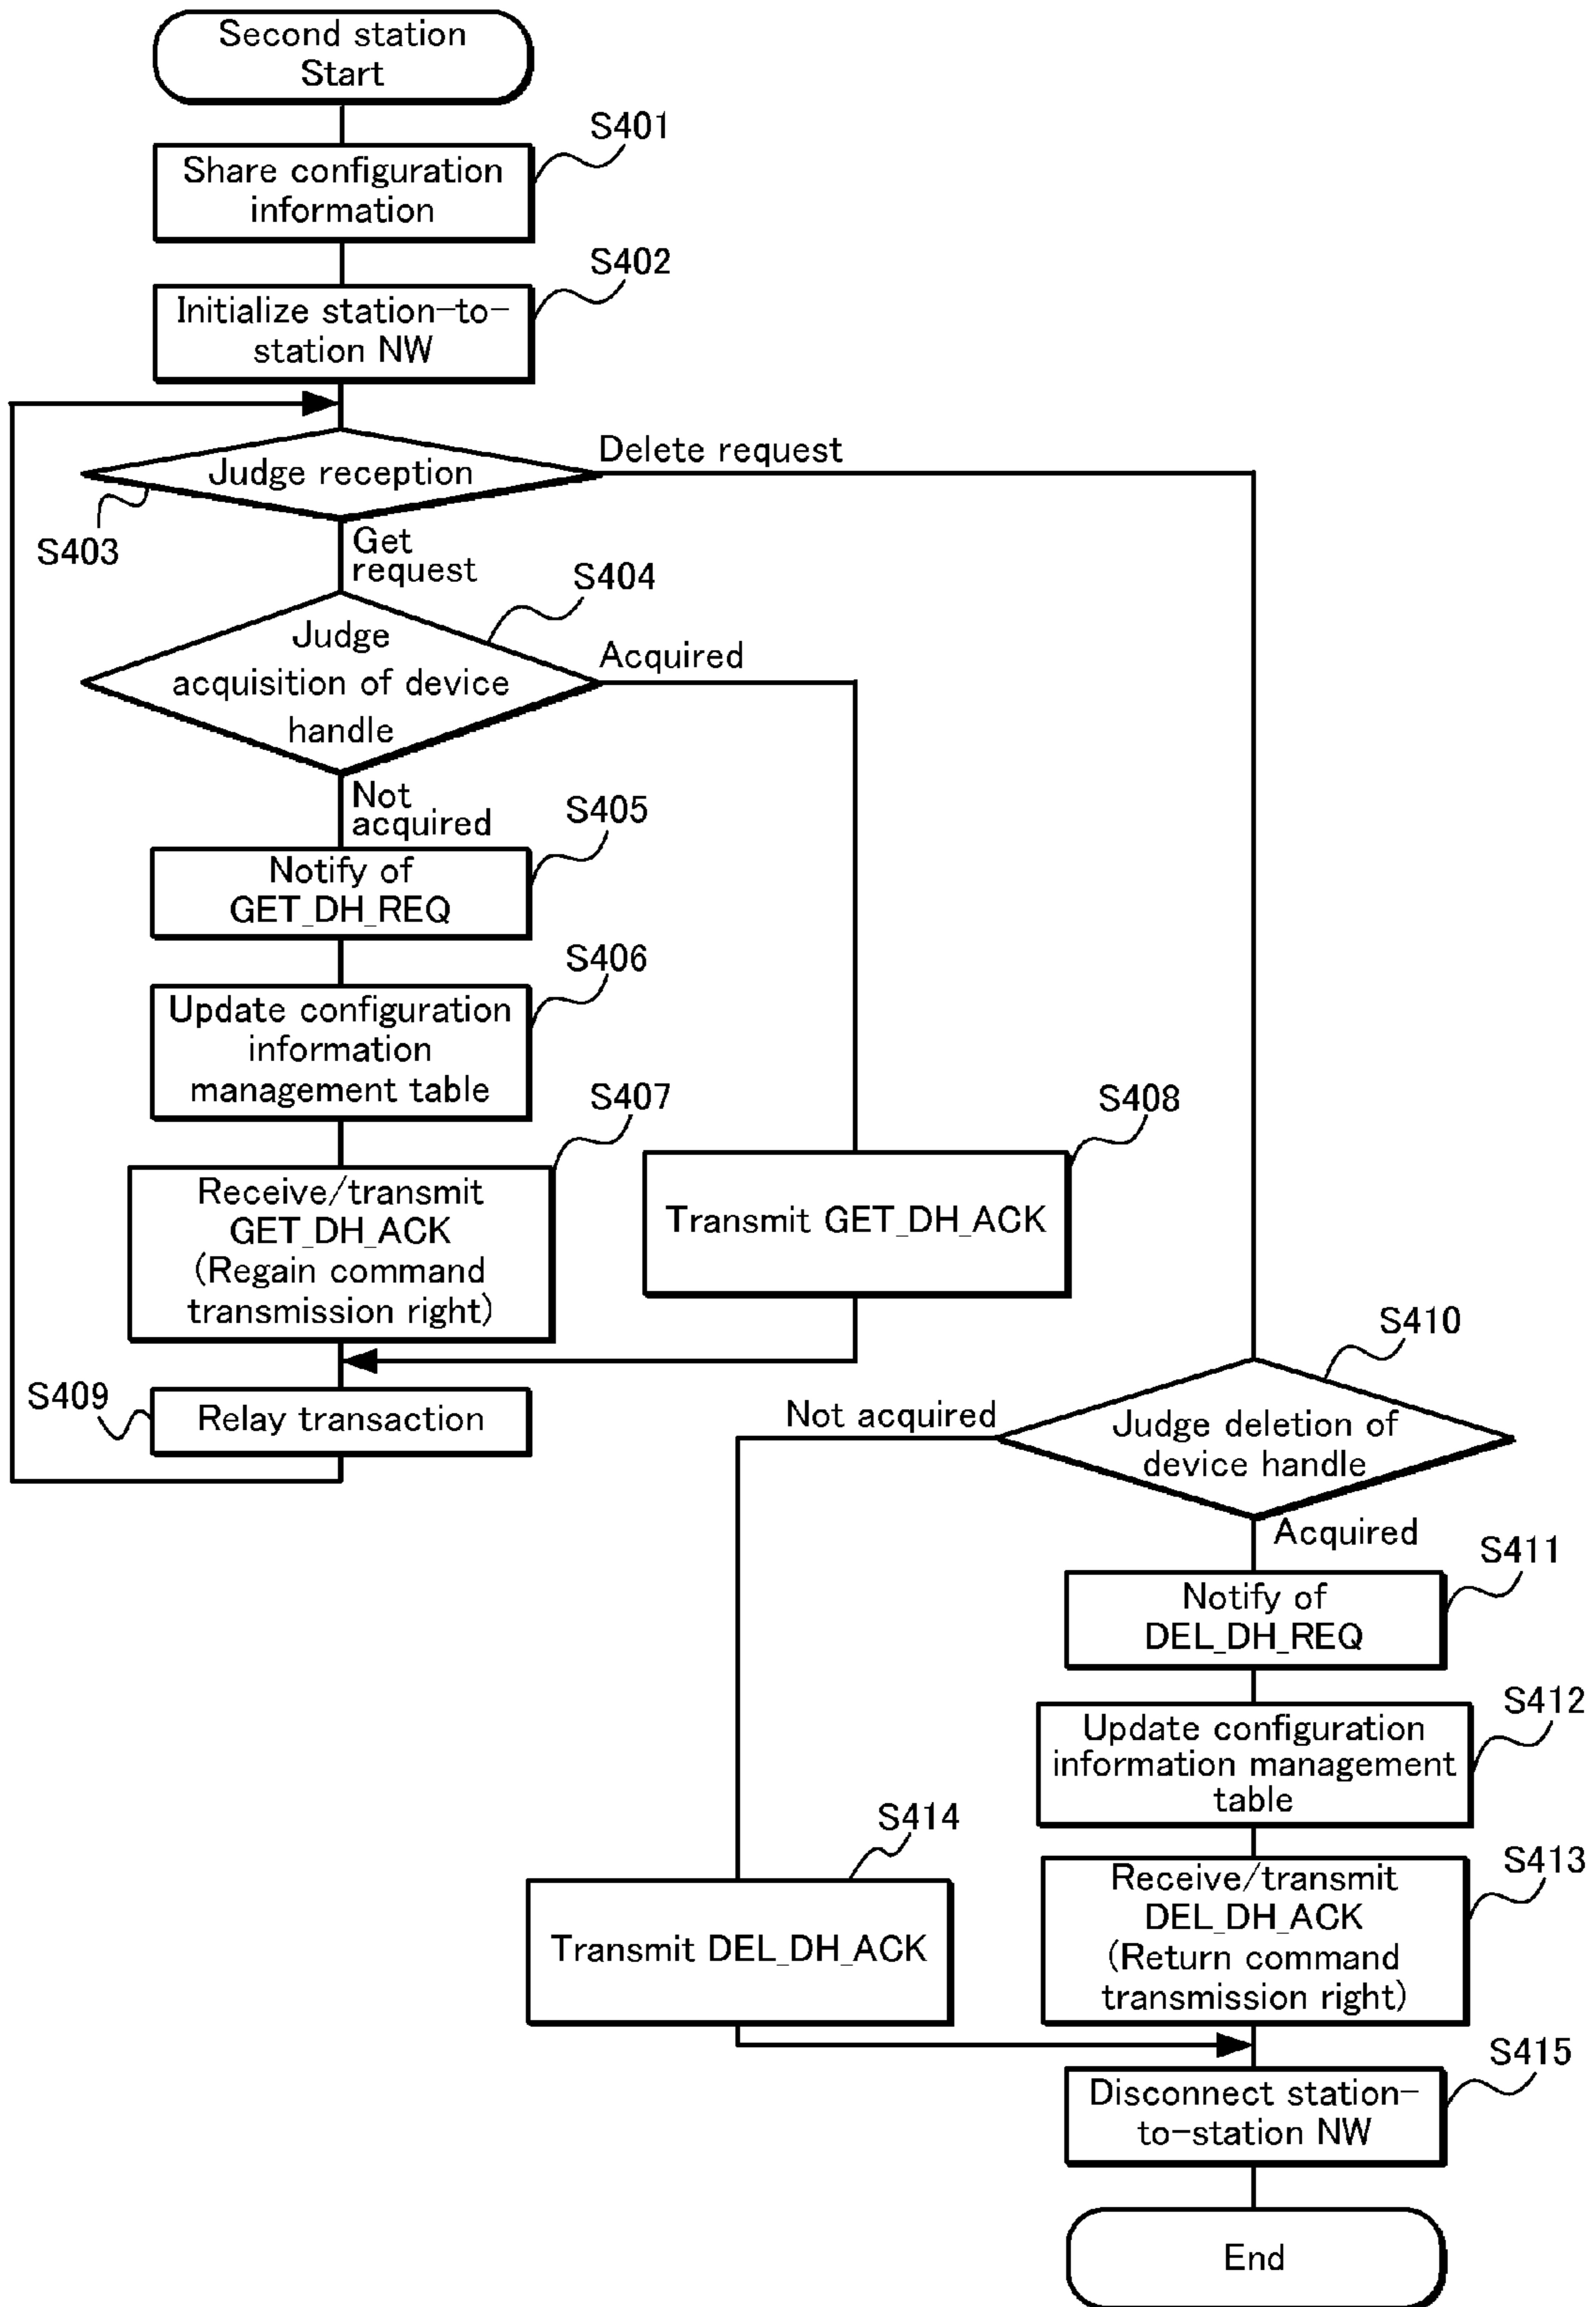 Second station
Start
S401
Share configuration
information
S402
Initialize station-to-
station NW
Judge reception
Delete request
S403
Get
request
S404
Judge
acquisition of device
handle
Acquired
Not
acquired
S405
Notify of
GET_DH_REQ
S406
Update configuration
information
management table
S407
Receive/transmit
GET_DH_ACK
(Regain command
transmission right)
S408
Transmit GET_DH_ACK
S409
Relay transaction
S410
Judge deletion of
device handle
Not acquired
Acquired
S411
Notify of
DEL_DH_REQ
S412
Update configuration
information management
table
S413
Receive/transmit
DEL_DH_ACK
(Return command
transmission right)
S414
Transmit DEL_DH_ACK
S415
Disconnect station-
to-station NW
End